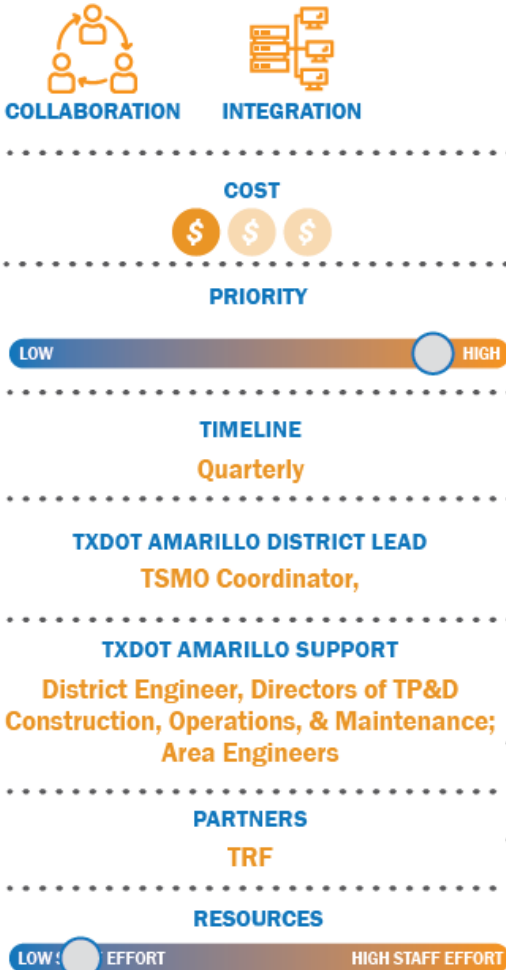 COLLABORATION INTEGRATION
COST
$ $ $
PRIORITY
LOW HIGH
TIMELINE
Quarterly
TXDOT AMARILLO DISTRICT LEAD
TSMO Coordinator,
TXDOT AMARILLO SUPPORT
District Engineer, Directors of TP&D
Construction, Operations, & Maintenance;
Area Engineers
PARTNERS
TRF
RESOURCES
LOW EFFORT HIGH STAFF EFFORT